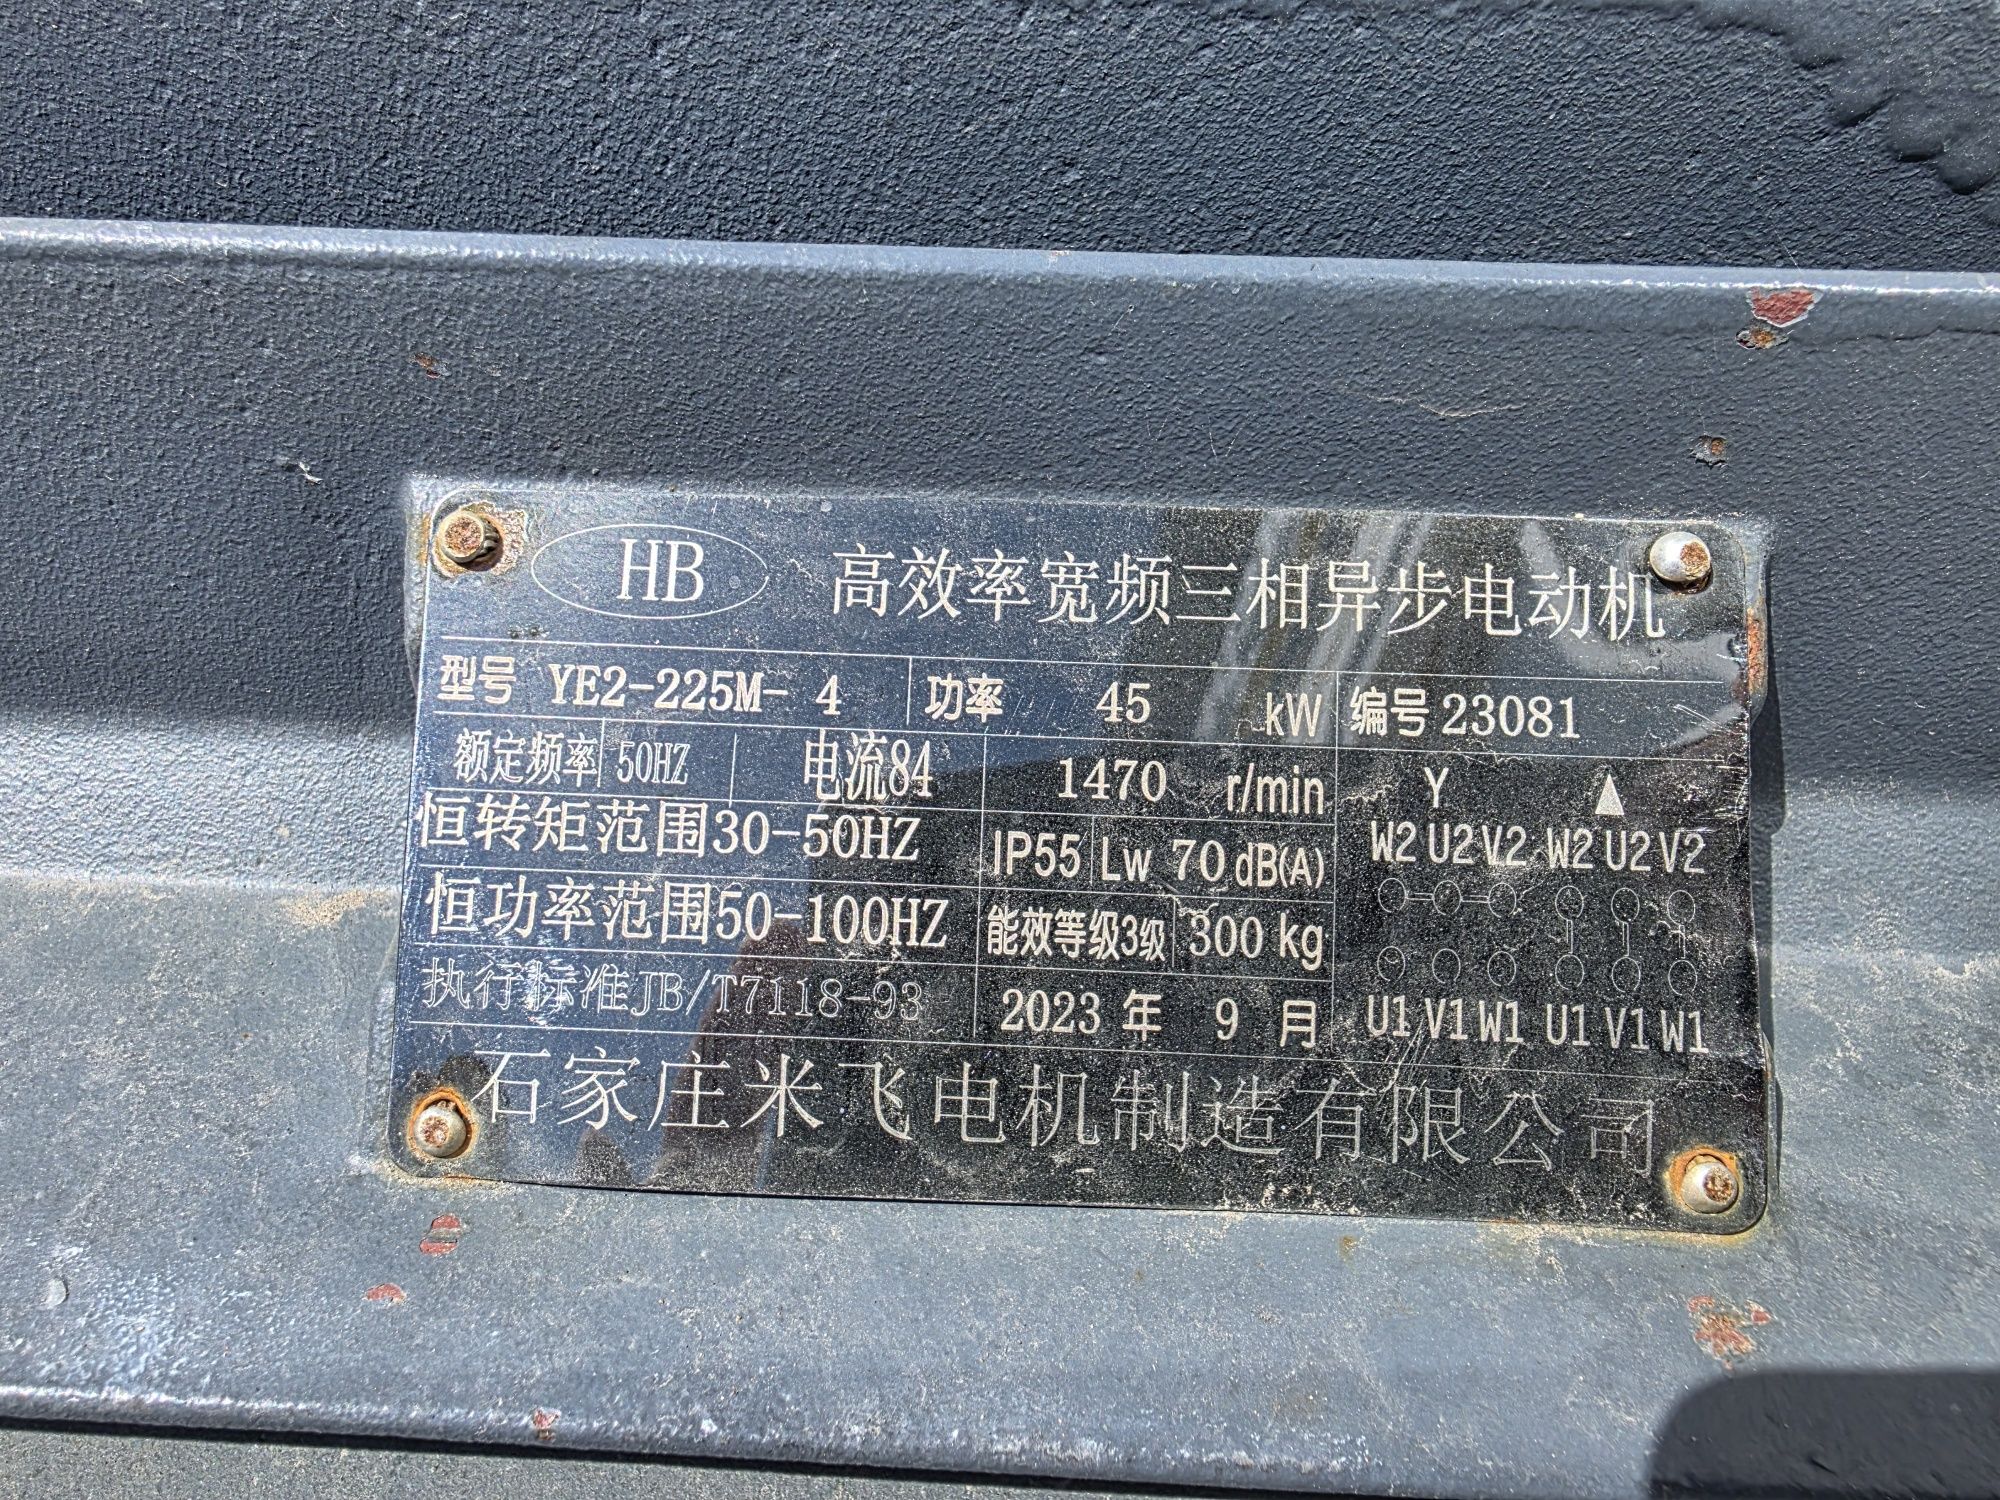 HB 高效率宽频三相异步电动机
型号 YE2-225M- 4 功率 45 kW 编号 23081
额定频率 50HZ 电流84 1470 r/min Y ▲
恒转矩范围30-50HZ IP55 Lw 70 dB(A) W2 U2 V2 W2 U2 V2
恒功率范围50-100HZ 能效等级3级 300 kg
执行标准JB/T7118-93 2023 年 9 月 U1 V1 W1 U1 V1 W1
石家庄米飞电机制造有限公司